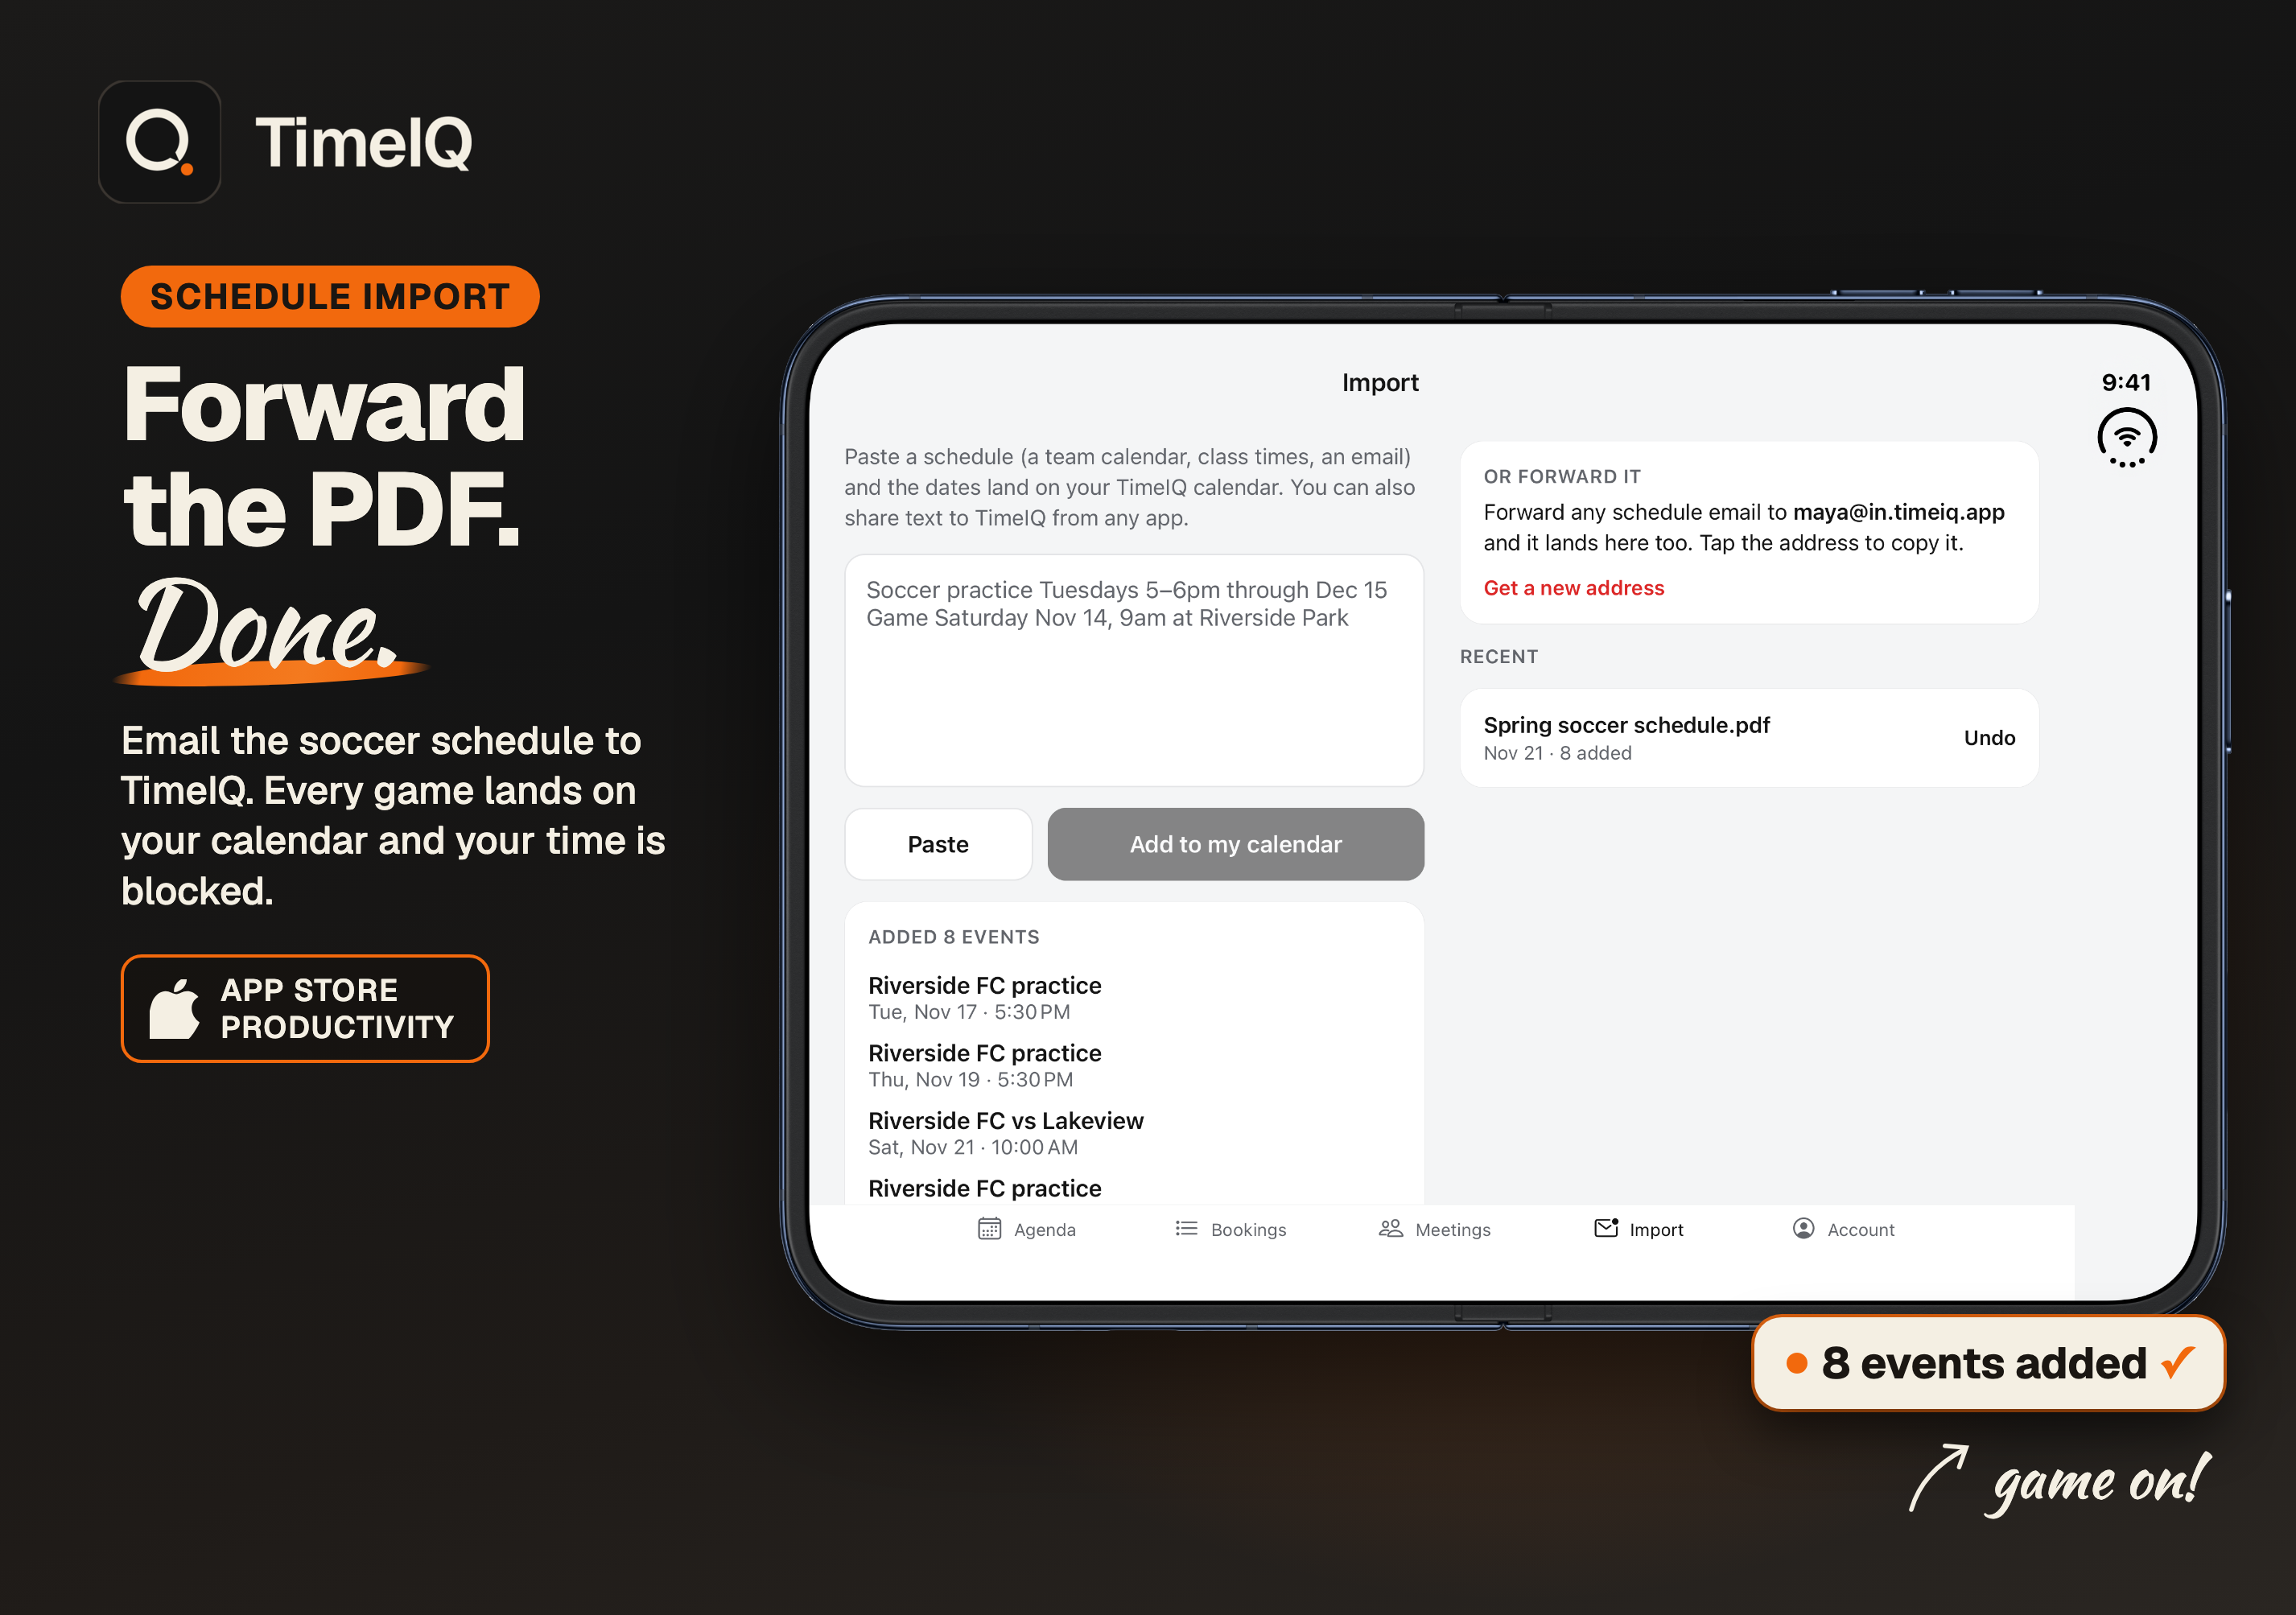 TimeIQ
SCHEDULE IMPORT
Forward
the PDF.
Done.
Email the soccer schedule to
TimeIQ. Every game lands on
your calendar and your time is
blocked.
APP STORE
PRODUCTIVITY
Import
9:41
Paste a schedule (a team calendar, class times, an email)
and the dates land on your TimeIQ calendar. You can also
share text to TimeIQ from any app.
Soccer practice Tuesdays 5–6pm through Dec 15
Game Saturday Nov 14, 9am at Riverside Park
Paste
Add to my calendar
ADDED 8 EVENTS
Riverside FC practice
Tue, Nov 17 · 5:30 PM
Riverside FC practice
Thu, Nov 19 · 5:30 PM
Riverside FC vs Lakeview
Sat, Nov 21 · 10:00 AM
Riverside FC practice
OR FORWARD IT
Forward any schedule email to maya@in.timeiq.app
and it lands here too. Tap the address to copy it.
Get a new address
RECENT
Spring soccer schedule.pdf
Nov 21 · 8 added
Undo
Agenda
Bookings
Meetings
Import
Account
8 events added ✓
game on!